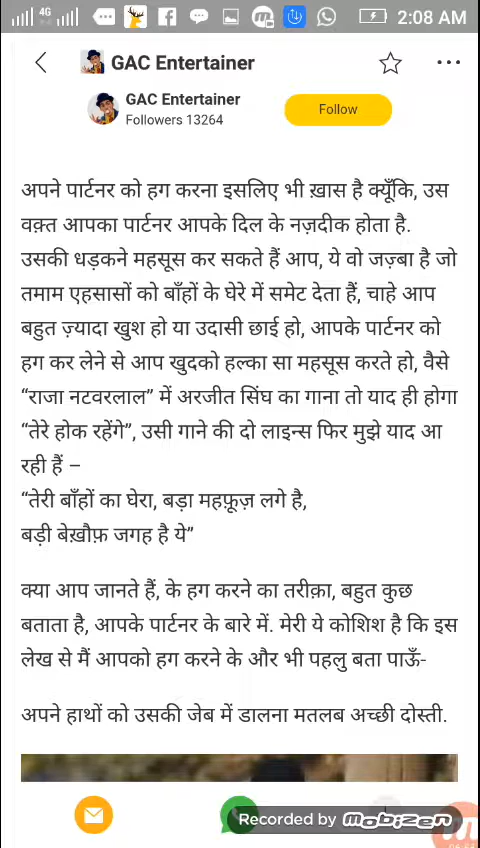 4G 2:08 AM
GAC Entertainer
GAC Entertainer
Followers 13264
Follow
अपने पार्टनर को हग करना इसलिए भी ख़ास है क्यूँकि, उस
वक़्त आपका पार्टनर आपके दिल के नज़दीक होता है.
उसकी धड़कने महसूस कर सकते हैं आप, ये वो जज़्बा है जो
तमाम एहसासों को बाँहों के घेरे में समेट देता हैं, चाहे आप
बहुत ज़्यादा खुश हो या उदासी छाई हो, आपके पार्टनर को
हग कर लेने से आप खुदको हल्का सा महसूस करते हो, वैसे
“राजा नटवरलाल” में अरजीत सिंघ का गाना तो याद ही होगा
“तेरे होक रहेंगे”, उसी गाने की दो लाइन्स फिर मुझे याद आ
रही हैं –
“तेरी बाँहों का घेरा, बड़ा महफ़ूज़ लगे है,
बड़ी बेख़ौफ़ जगह है ये”
क्या आप जानते हैं, के हग करने का तरीक़ा, बहुत कुछ
बताता है, आपके पार्टनर के बारे में. मेरी ये कोशिश है कि इस
लेख से मैं आपको हग करने के और भी पहलु बता पाऊँ-
अपने हाथों को उसकी जेब में डालना मतलब अच्छी दोस्ती.
Recorded by mobizen